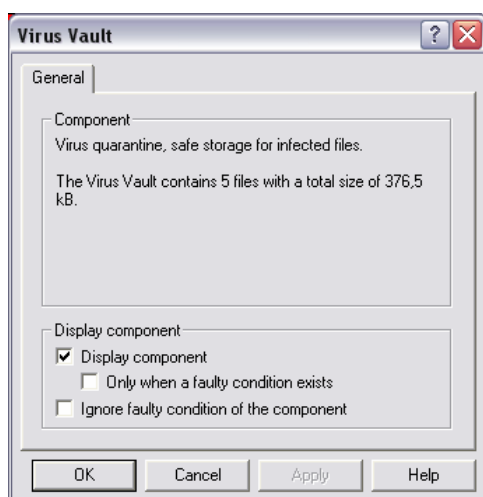 Virus Vault
General
Component
Virus quarantine, safe storage for infected files.
The Virus Vault contains 5 files with a total size of 376,5
kB.
Display component
Display component
Only when a faulty condition exists
Ignore faulty condition of the component
OK Cancel Apply Help